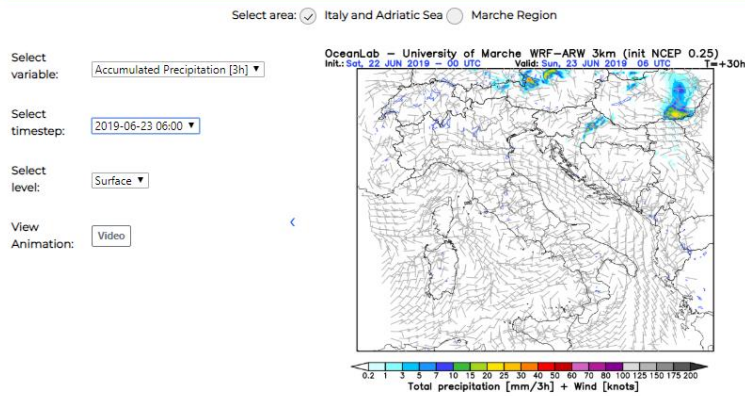 Select area: Italy and Adriatic Sea Marche Region
Select variable: Accumulated Precipitation [3h]
Select timestep: 2019-06-23 06:00
Select level: Surface
View Animation: Video
OceanLab – University of Marche WRF-ARW 3km (init NCEP 0.25)
Init.: Sat, 22 JUN 2019 – 00 UTC Valid: Sun, 23 JUN 2019 06 UTC T=+30h
0.2 1 3 5 7 10 15 20 25 30 40 50 60 70 80 100 125 150 175 200
Total precipitation [mm/3h] + Wind [knots]